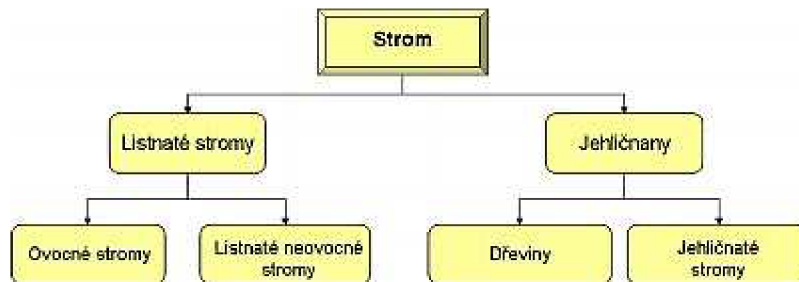 Strom
Listnaté stromy
Jehličnany
Ovocné stromy
Listnaté neovocné
stromy
Dřeviny
Jehličnaté
stromy